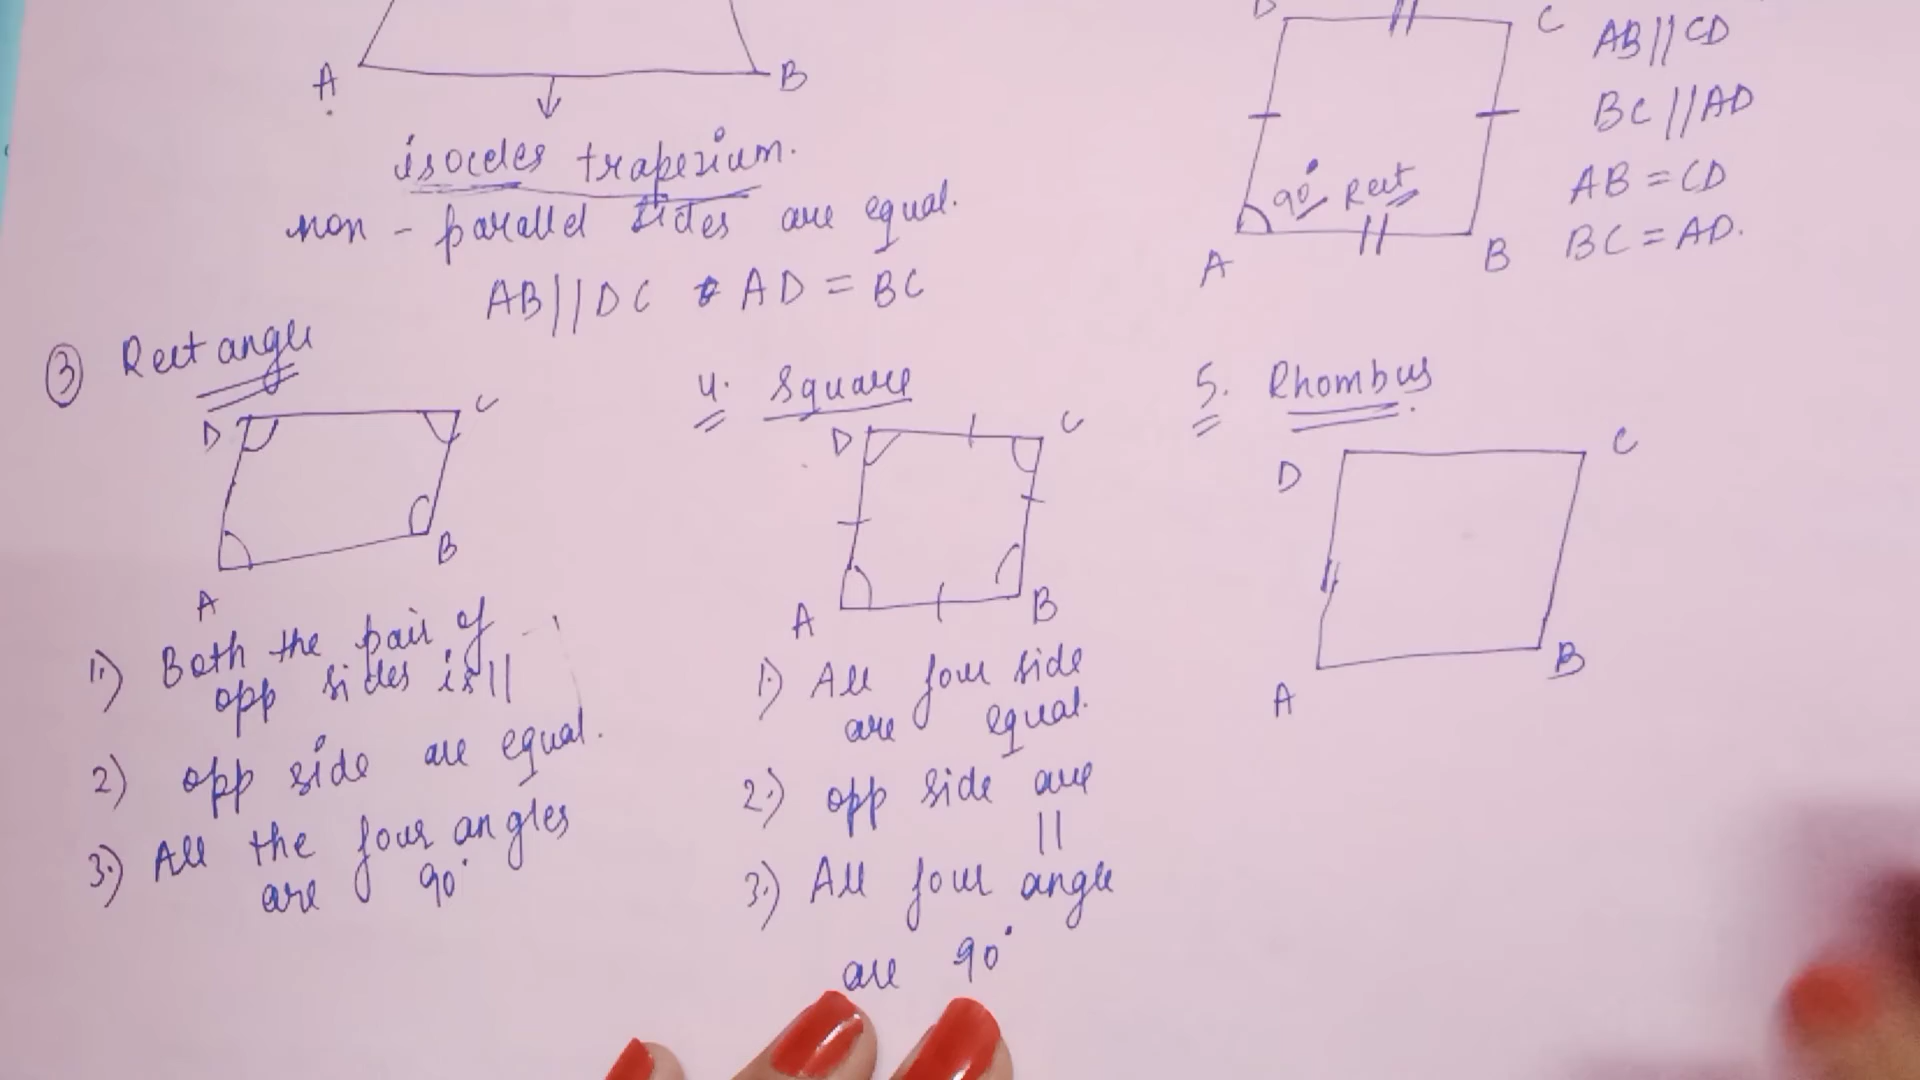 A
B
isoceles trapezium.
non - parallel sides are equal.
AB||DC AD = BC
D
C
90° Rect
A
B
AB||CD
BC||AD
AB = CD
BC = AD.
③ Rectangle
D
C
A
B
1.) Both the pair of
opp sides is ||
2) opp side are equal.
3.) All the four angles
are 90°
4. Square
D
C
A
B
1.) All four side
are equal.
2.) opp side are
||
3.) All four angle
are 90°
5. Rhombus
D
C
A
B